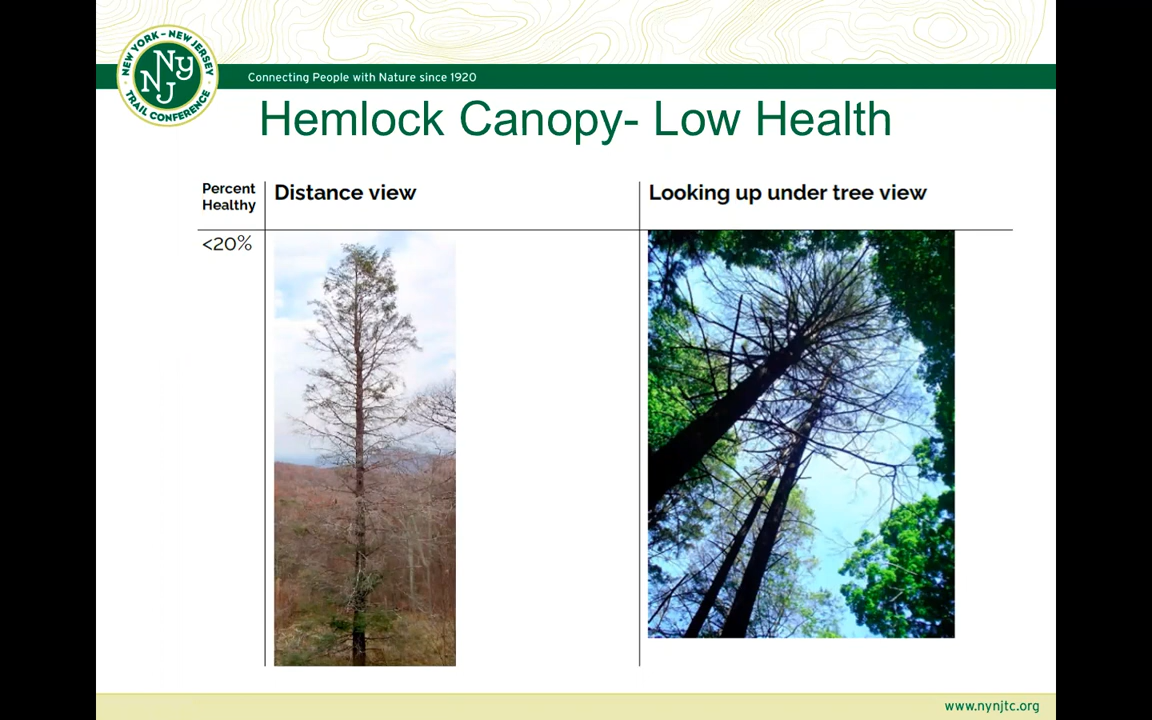 NEW YORK - NEW JERSEY
NY
NJ
TRAIL CONFERENCE
Connecting People with Nature since 1920
Hemlock Canopy- Low Health
Percent
Healthy
Distance view
Looking up under tree view
<20%
www.nynjtc.org